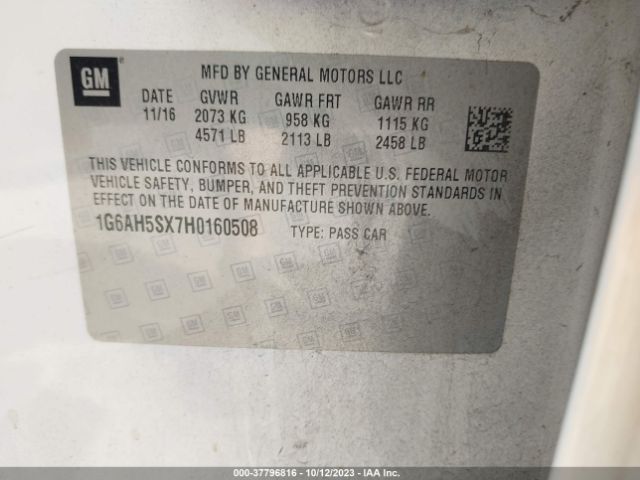 GM
MFD BY GENERAL MOTORS LLC
DATE GVWR GAWR FRT GAWR RR
11/16 2073 KG 958 KG 1115 KG
4571 LB 2113 LB 2458 LB
THIS VEHICLE CONFORMS TO ALL APPLICABLE U.S. FEDERAL MOTOR
VEHICLE SAFETY, BUMPER, AND THEFT PREVENTION STANDARDS IN
EFFECT ON THE DATE OF MANUFACTURE SHOWN ABOVE.
1G6AH5SX7H0160508 TYPE: PASS CAR
000-37796816 - 10/12/2023 - IAA Inc.